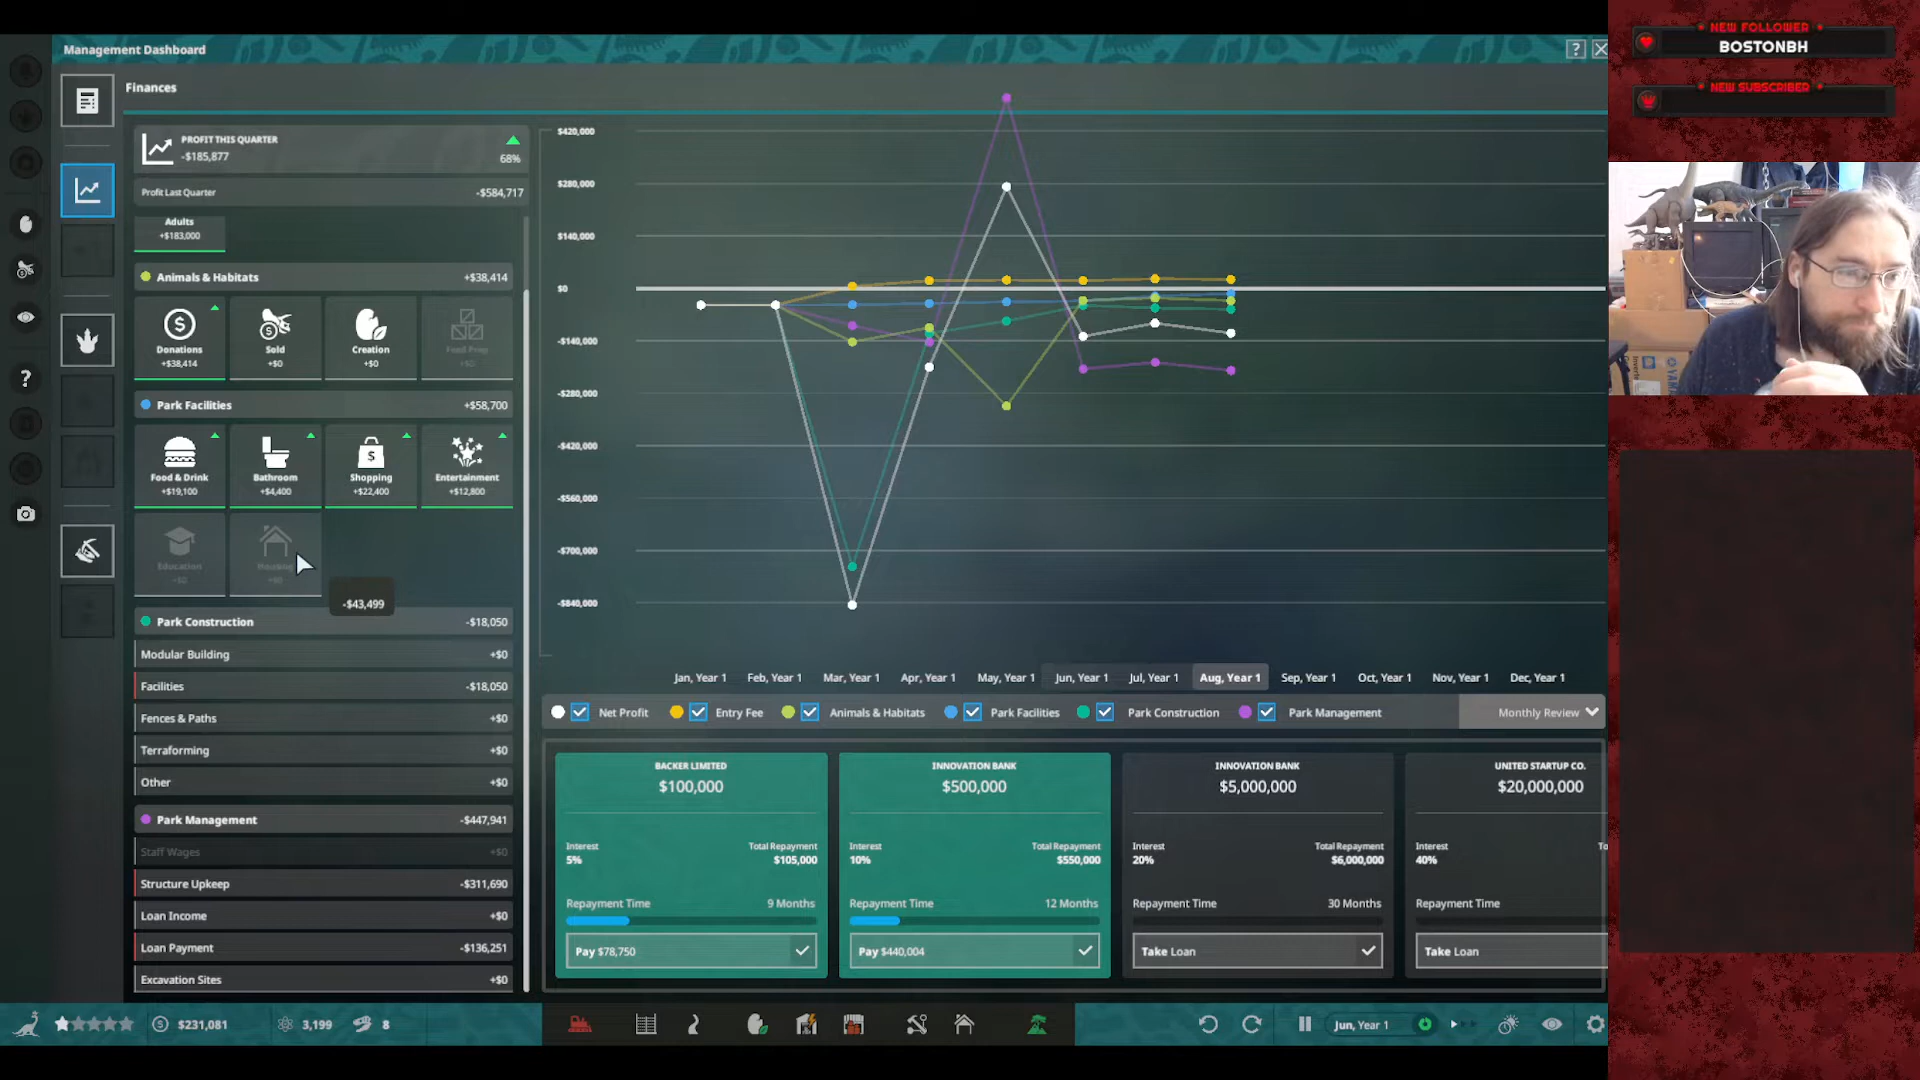 Management Dashboard
?
Finances
PROFIT THIS QUARTER
-$185,877
68%
Profit Last Quarter
-$584,717
Adults
+$183,000
Animals & Habitats
+$38,414
Donations
+$38,414
Sold
+$0
Creation
+$0
Food Prep
+$0
Park Facilities
+$58,700
Food & Drink
+$19,100
Bathroom
+$4,400
Shopping
+$22,400
Entertainment
+$12,800
Education
+$0
Housing
+$0
-$43,499
Park Construction
-$18,050
Modular Building
+$0
Facilities
-$18,050
Fences & Paths
+$0
Terraforming
+$0
Other
+$0
Park Management
-$447,941
Staff Wages
+$0
Structure Upkeep
-$311,690
Loan Income
+$0
Loan Payment
-$136,251
Excavation Sites
+$0
$420,000
$280,000
$140,000
$0
-$140,000
-$280,000
-$420,000
-$560,000
-$700,000
-$840,000
Jan, Year 1
Feb, Year 1
Mar, Year 1
Apr, Year 1
May, Year 1
Jun, Year 1
Jul, Year 1
Aug, Year 1
Sep, Year 1
Oct, Year 1
Nov, Year 1
Dec, Year 1
Net Profit
Entry Fee
Animals & Habitats
Park Facilities
Park Construction
Park Management
Monthly Review
BACKER LIMITED
$100,000
Interest
5%
Total Repayment
$105,000
Repayment Time
9 Months
Pay $78,750
INNOVATION BANK
$500,000
Interest
10%
Total Repayment
$550,000
Repayment Time
12 Months
Pay $440,004
INNOVATION BANK
$5,000,000
Interest
20%
Total Repayment
$6,000,000
Repayment Time
30 Months
Take Loan
UNITED STARTUP CO.
$20,000,000
Interest
40%
To
Repayment Time
Take Loan
$231,081
3,199
8
Jun, Year 1
NEW FOLLOWER
BOSTONBH
NEW SUBSCRIBER